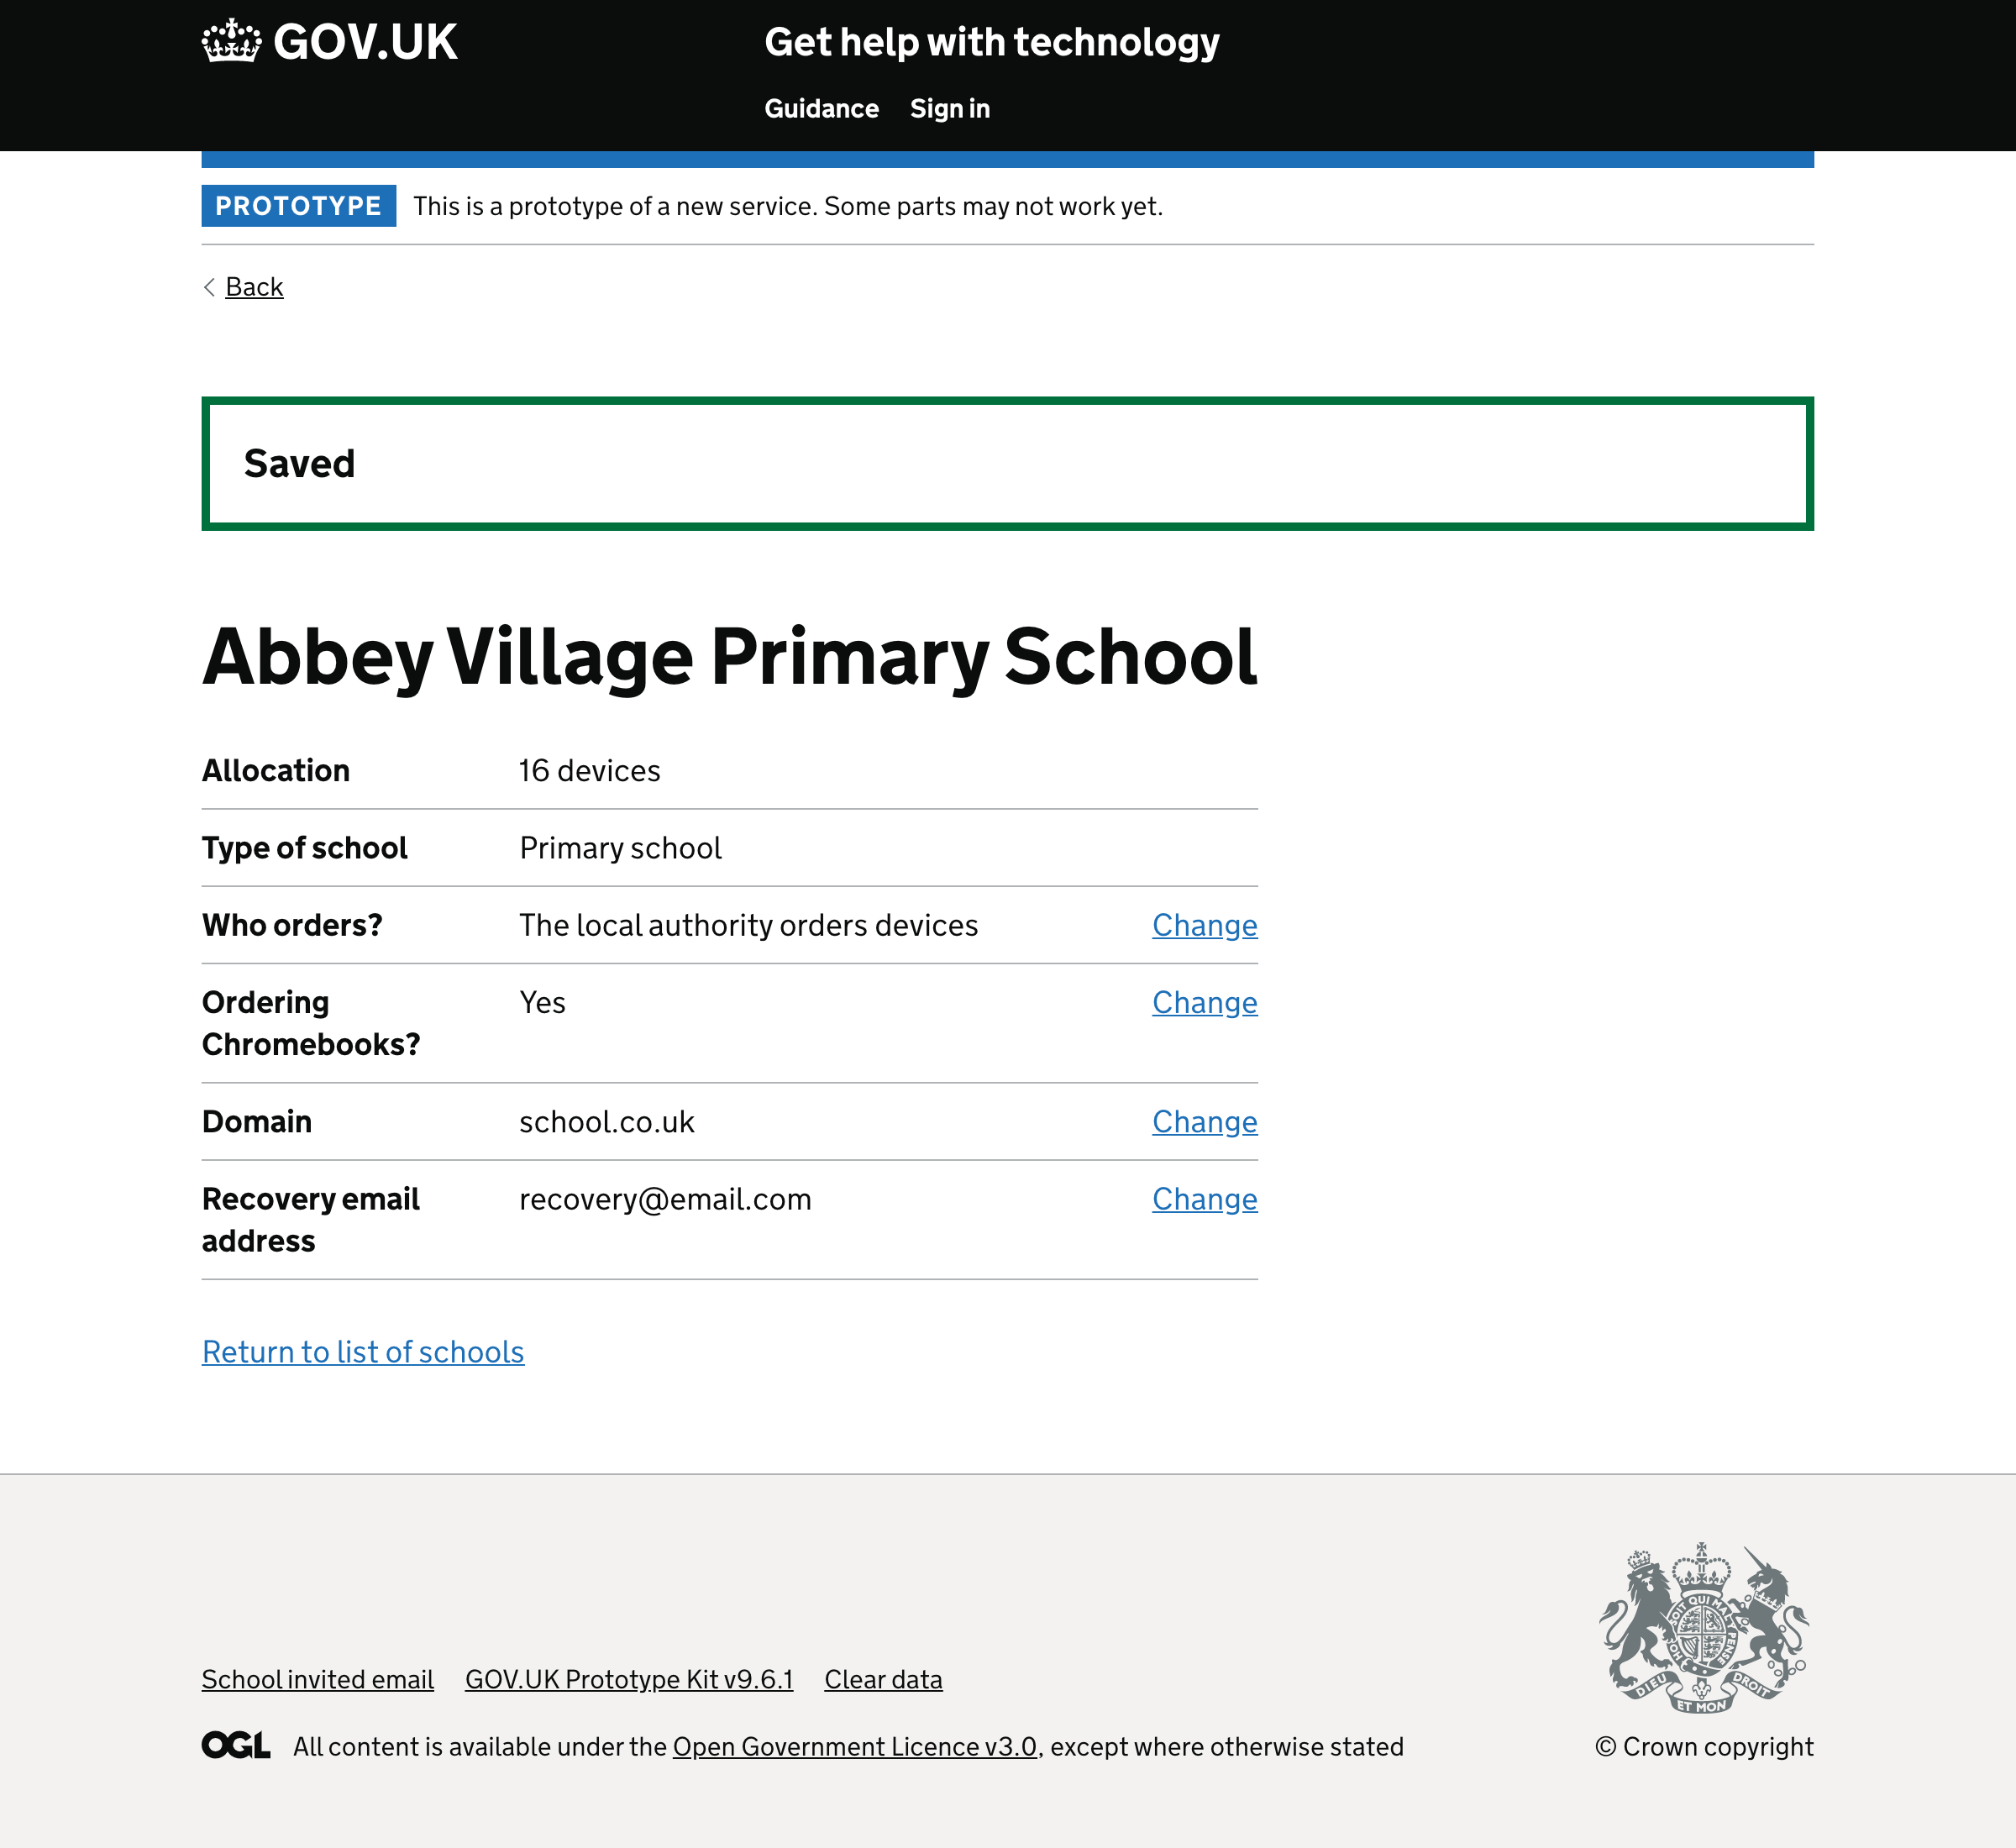 GOV.UK
Get help with technology
Guidance Sign in
PROTOTYPE This is a prototype of a new service. Some parts may not work yet.
Back
Saved
Abbey Village Primary School
Allocation 16 devices
Type of school Primary school
Who orders? The local authority orders devices Change
Ordering Yes Change
Chromebooks?
Domain school.co.uk Change
Recovery email recovery@email.com Change
address
Return to list of schools
SOIT QUI MAL Y PENSE
DIEU ET MON DROIT
School invited email GOV.UK Prototype Kit v9.6.1 Clear data
OGL All content is available under the Open Government Licence v3.0, except where otherwise stated
© Crown copyright